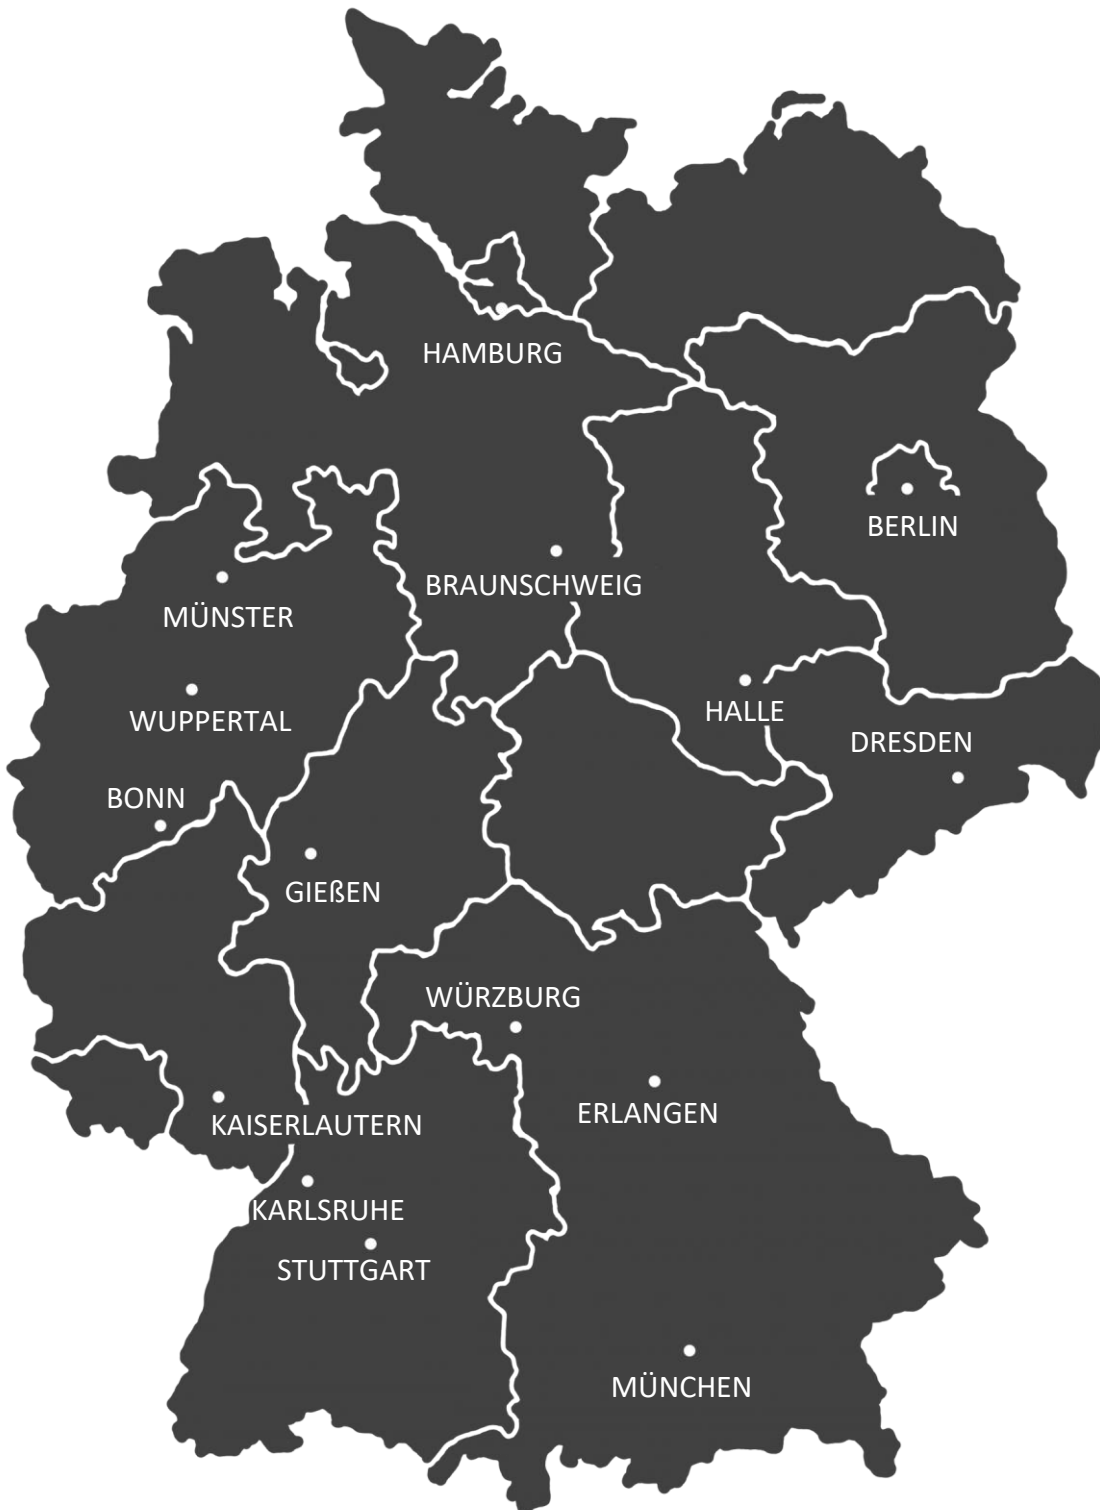 HAMBURG
BERLIN
BRAUNSCHWEIG
MÜNSTER
HALLE
WUPPERTAL
DRESDEN
BONN
GIEßEN
WÜRZBURG
ERLANGEN
KAISERLAUTERN
KARLSRUHE
STUTTGART
MÜNCHEN